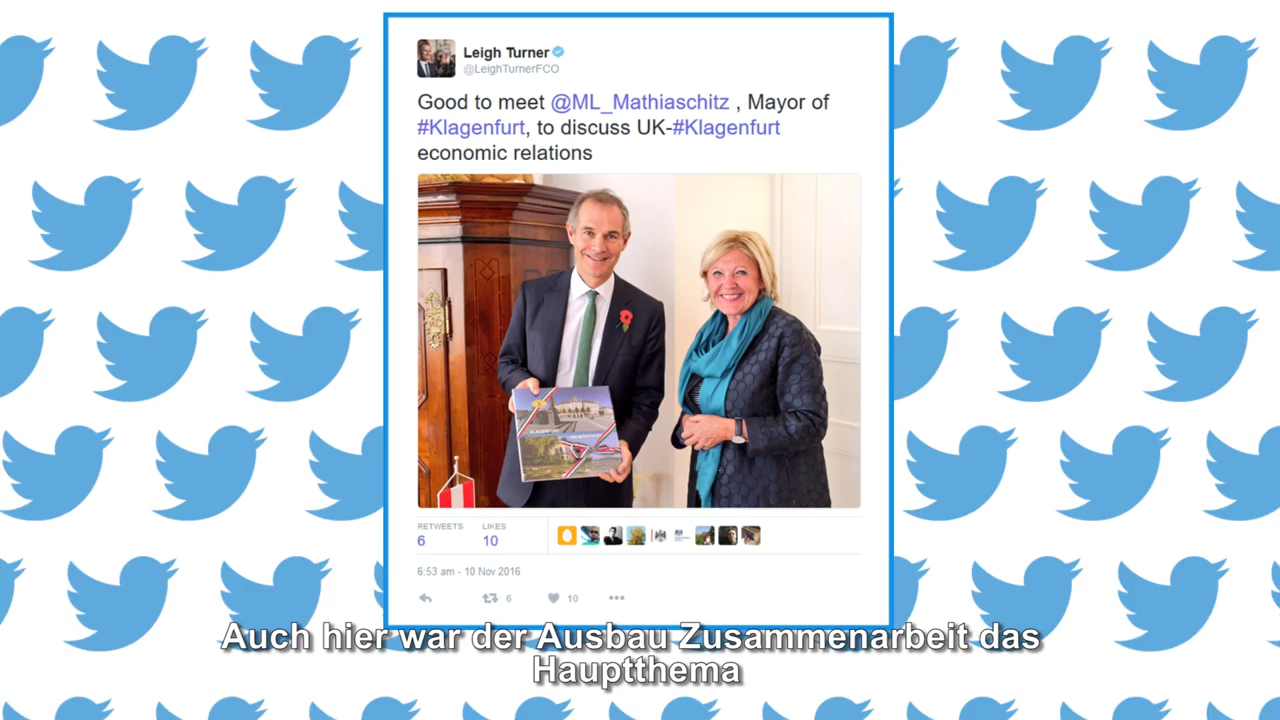 Leigh Turner
@LeighTurnerFCO
Good to meet @ML_Mathiaschitz , Mayor of
#Klagenfurt, to discuss UK-#Klagenfurt
economic relations
KLAGENFURT
RETWEETS
LIKES
6
10
6:53 am - 10 Nov 2016
6
10
Auch hier war der Ausbau Zusammenarbeit das
Hauptthema